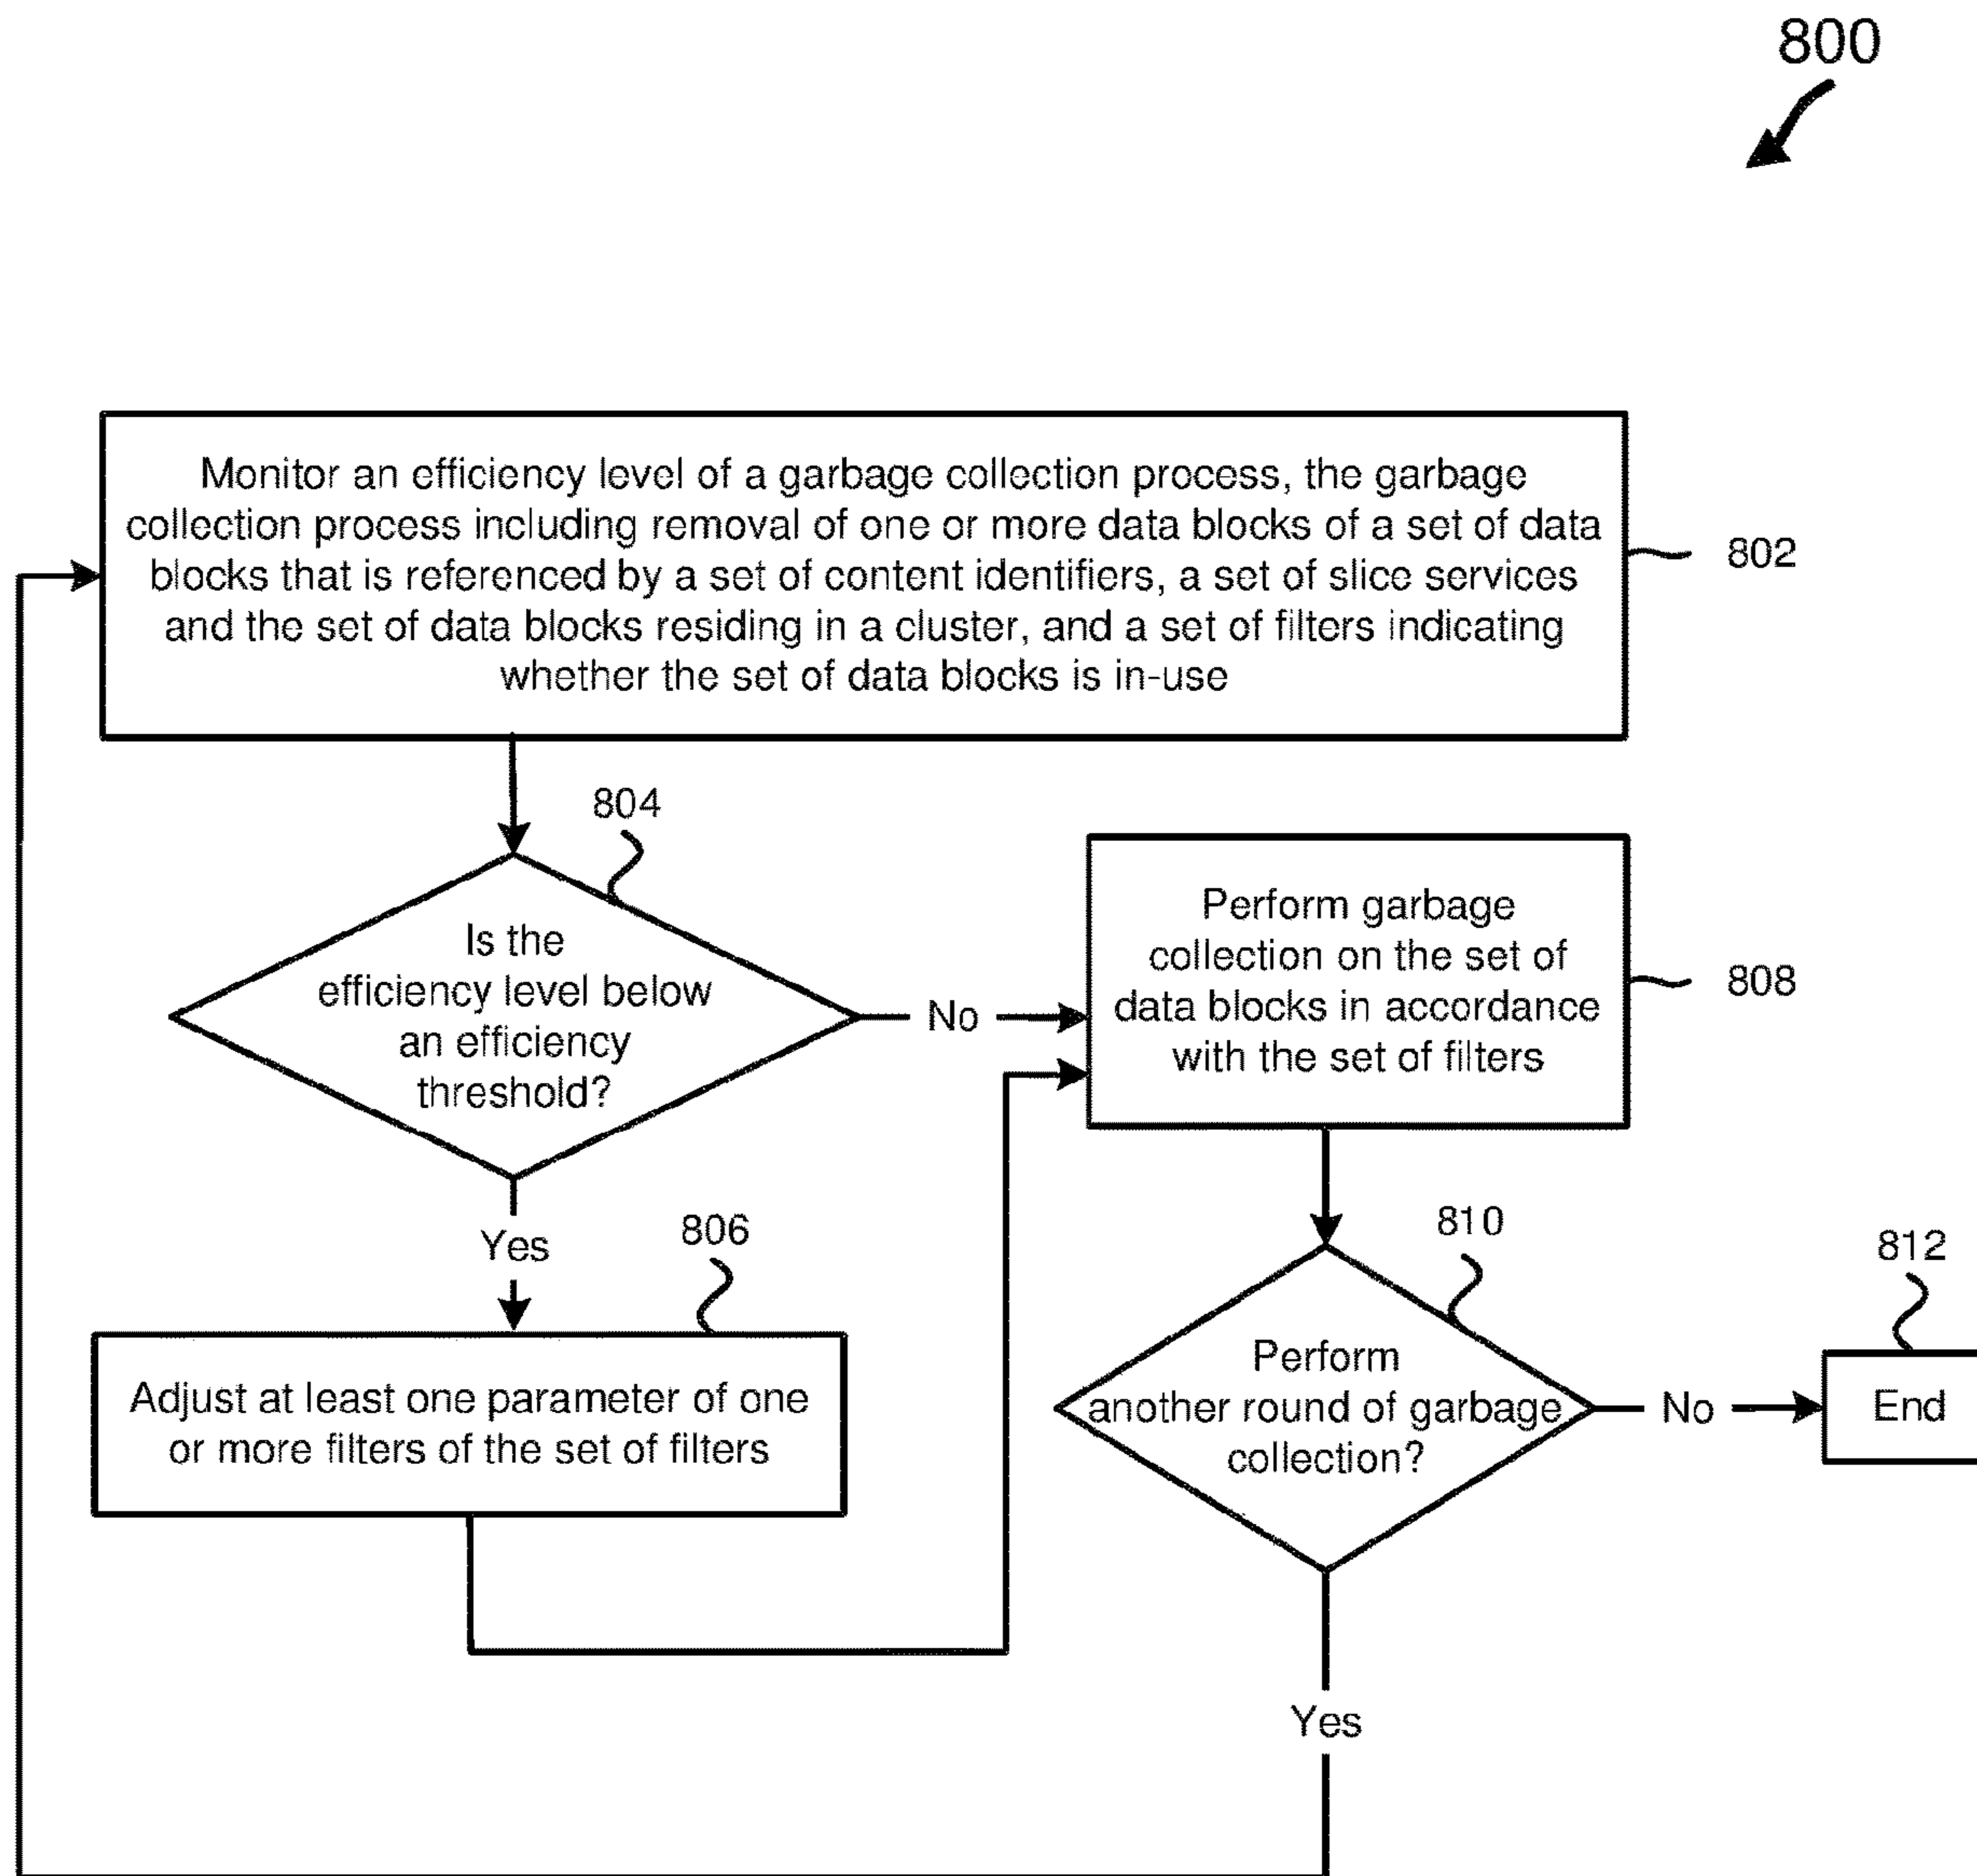 800
Monitor an efficiency level of a garbage collection process, the garbage
collection process including removal of one or more data blocks of a set of data
blocks that is referenced by a set of content identifiers, a set of slice services
and the set of data blocks residing in a cluster, and a set of filters indicating
whether the set of data blocks is in-use
802
804
Is the
efficiency level below
an efficiency
threshold?
No
Perform garbage
collection on the set of
data blocks in accordance
with the set of filters
808
Yes
806
Adjust at least one parameter of one
or more filters of the set of filters
810
Perform
another round of garbage
collection?
No
812
End
Yes